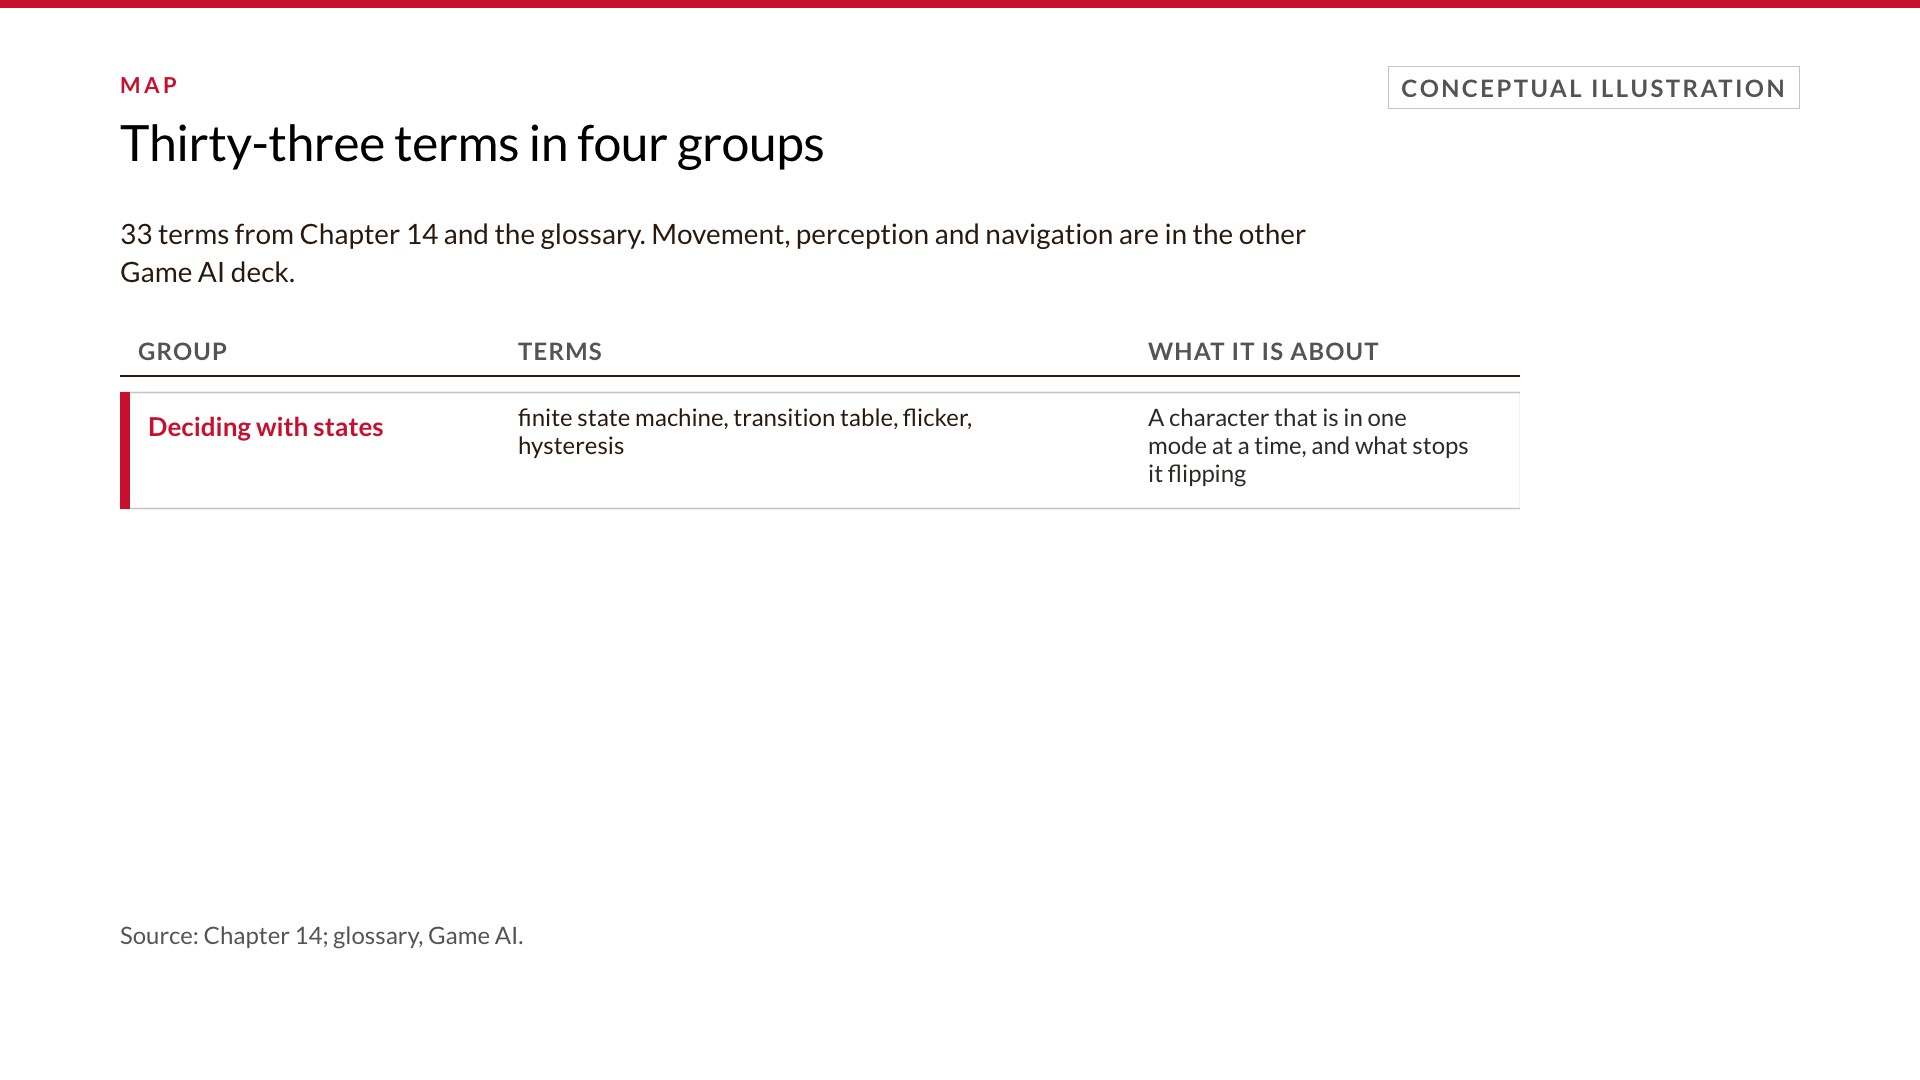 MAP
CONCEPTUAL ILLUSTRATION
Thirty-three terms in four groups
33 terms from Chapter 14 and the glossary. Movement, perception and navigation are in the other
Game AI deck.
GROUP
TERMS
WHAT IT IS ABOUT
Deciding with states
finite state machine, transition table, flicker,
hysteresis
A character that is in one
mode at a time, and what stops
it flipping
Source: Chapter 14; glossary, Game AI.